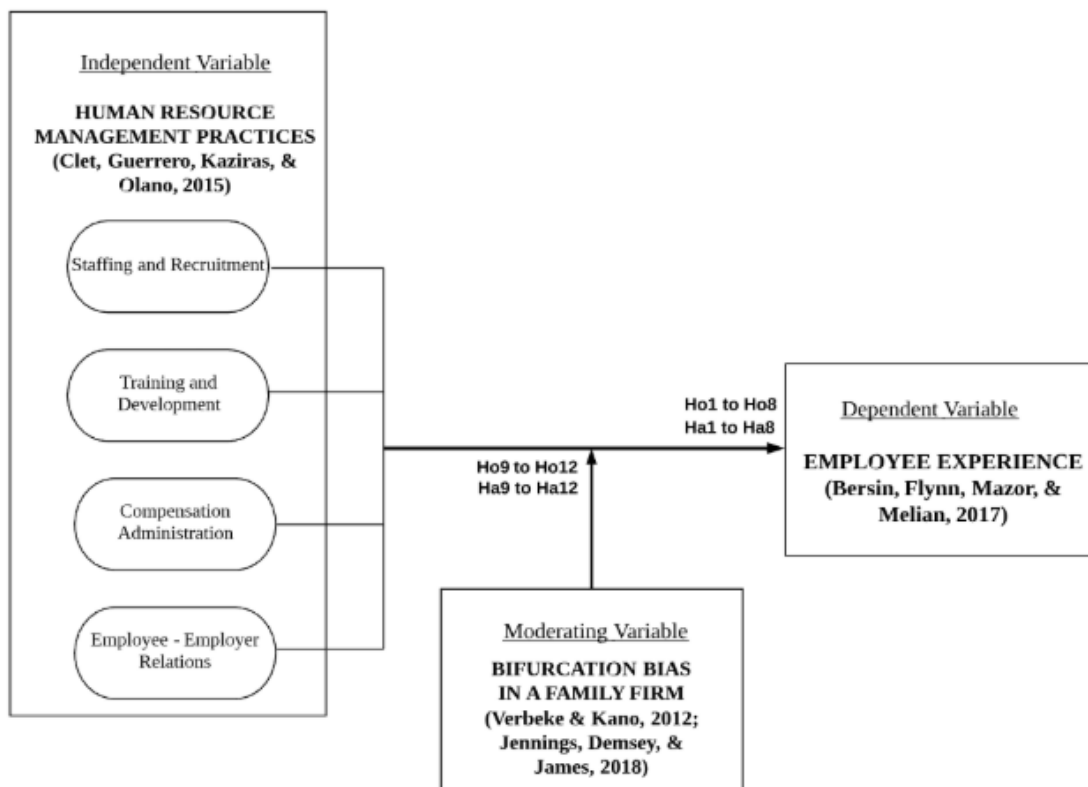 Independent Variable
HUMAN RESOURCE
MANAGEMENT PRACTICES
(Clet, Guerrero, Kaziras, &
Olano, 2015)
Staffing and Recruitment
Training and
Development
Compensation
Administration
Employee - Employer
Relations
Ho1 to Ho8
Ha1 to Ha8
Ho9 to Ho12
Ha9 to Ha12
Dependent Variable
EMPLOYEE EXPERIENCE
(Bersin, Flynn, Mazor, &
Melian, 2017)
Moderating Variable
BIFURCATION BIAS
IN A FAMILY FIRM
(Verbeke & Kano, 2012;
Jennings, Demsey, &
James, 2018)